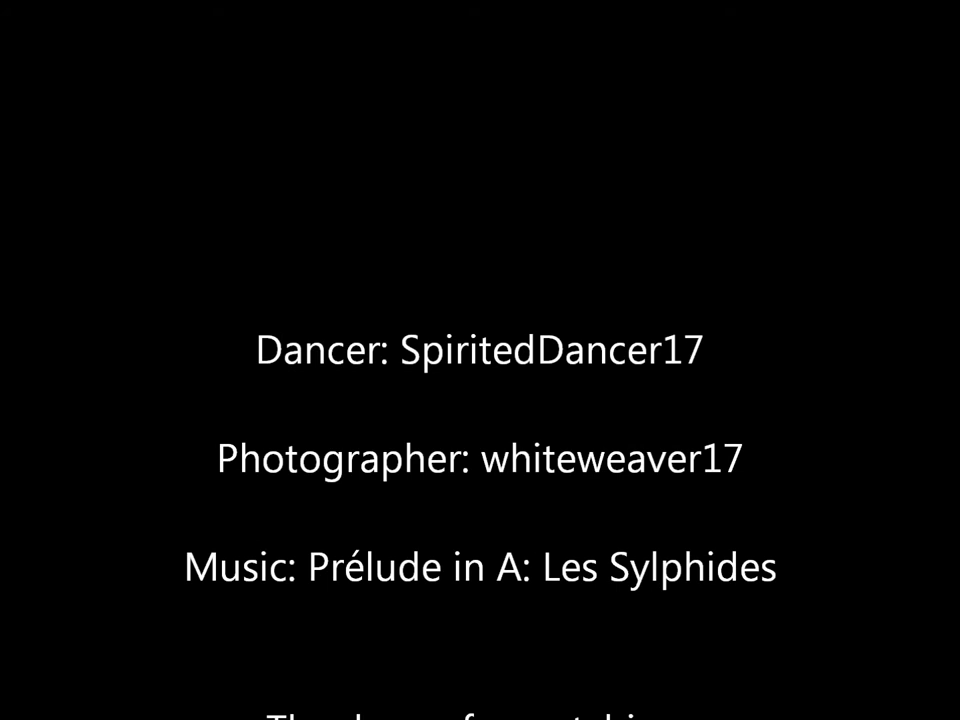 Dancer: SpiritedDancer17
Photographer: whiteweaver17
Music: Prélude in A: Les Sylphides